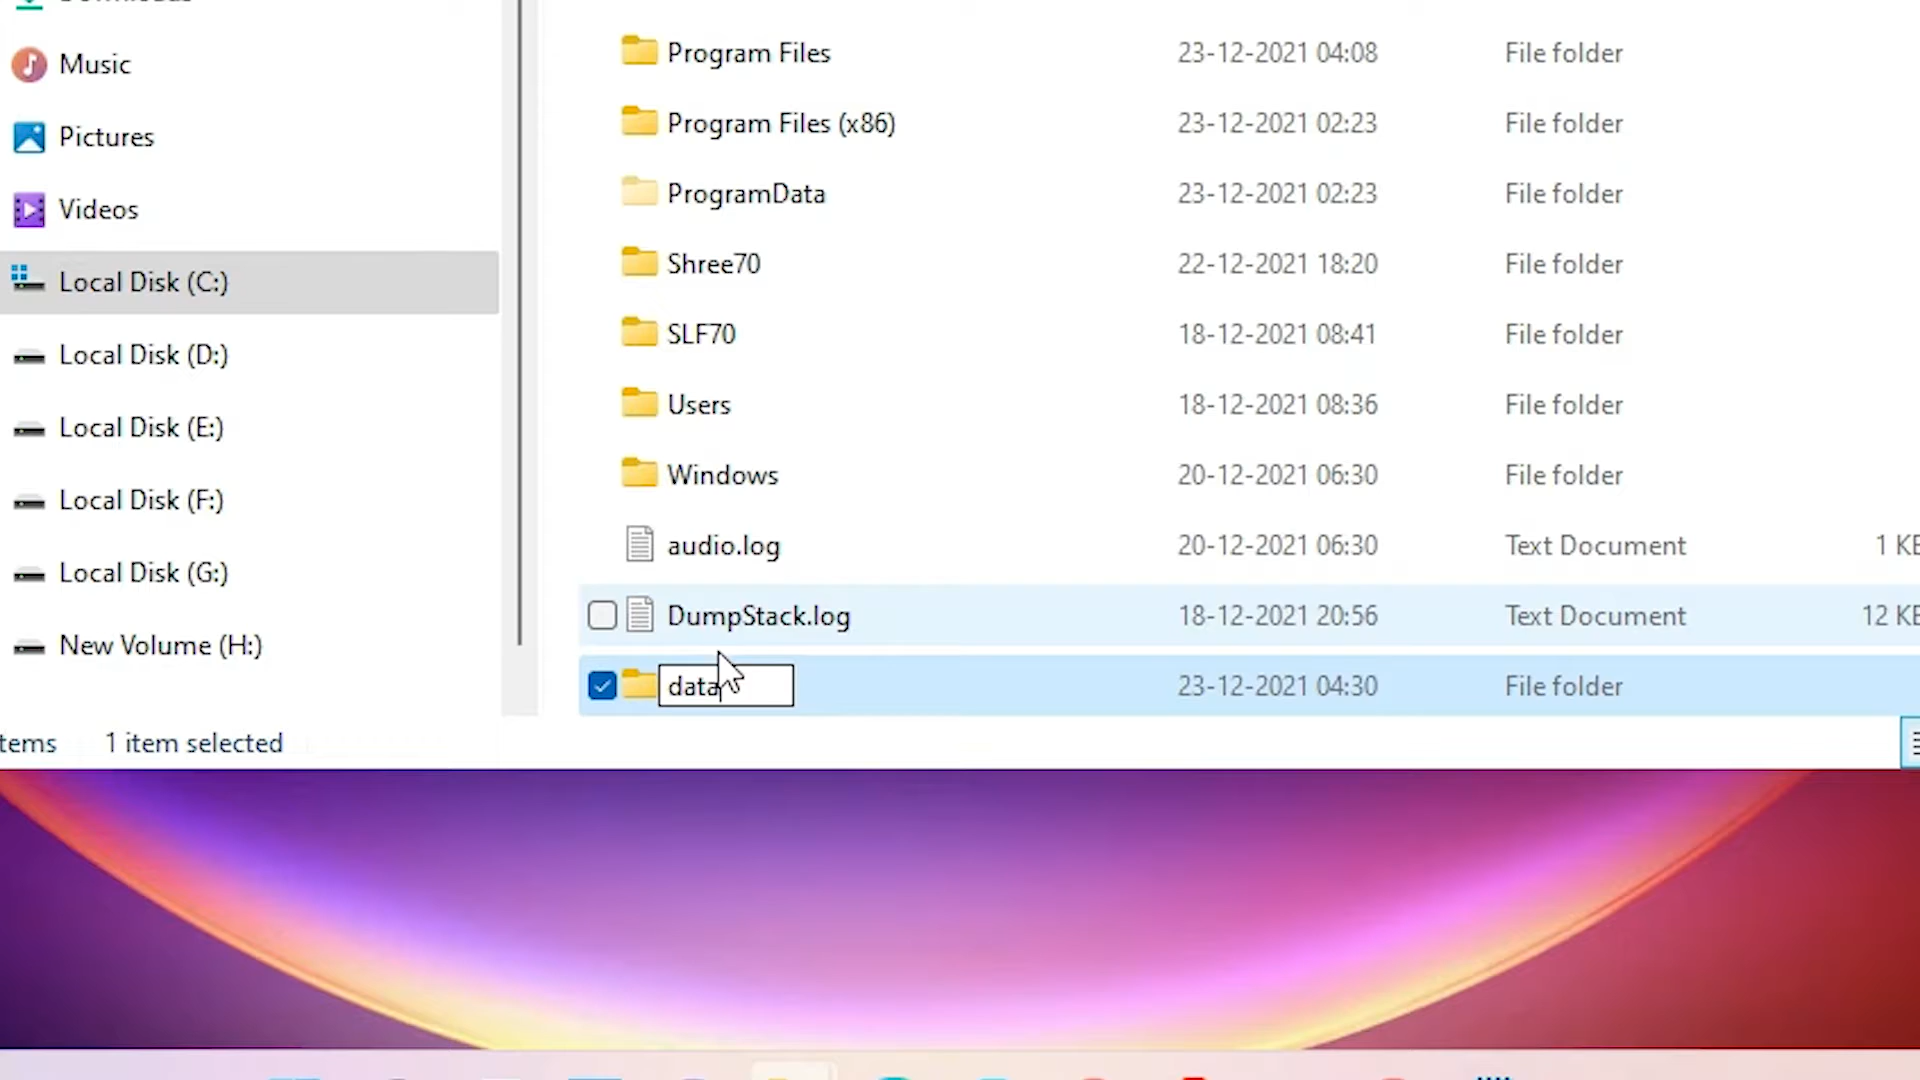 Music
Pictures
Videos
Local Disk (C:)
Local Disk (D:)
Local Disk (E:)
Local Disk (F:)
Local Disk (G:)
New Volume (H:)
Program Files 23-12-2021 04:08 File folder
Program Files (x86) 23-12-2021 02:23 File folder
ProgramData 23-12-2021 02:23 File folder
Shree70 22-12-2021 18:20 File folder
SLF70 18-12-2021 08:41 File folder
Users 18-12-2021 08:36 File folder
Windows 20-12-2021 06:30 File folder
audio.log 20-12-2021 06:30 Text Document 1 
DumpStack.log 18-12-2021 20:56 Text Document 12 
data 23-12-2021 04:30 File folder
1 item selected